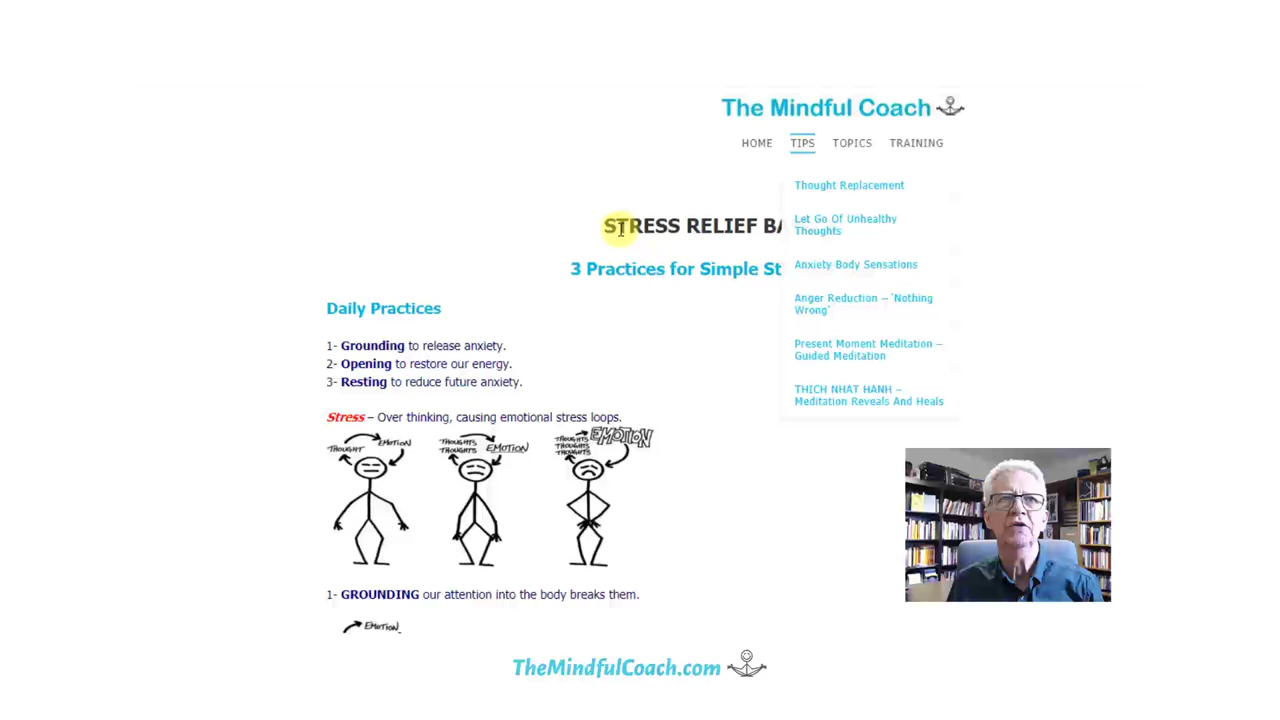 The Mindful Coach
HOME TIPS TOPICS TRAINING
Thought Replacement
Let Go Of Unhealthy
Thoughts
Anxiety Body Sensations
Anger Reduction – 'Nothing
Wrong'
Present Moment Meditation –
Guided Meditation
THICH NHAT HANH –
Meditation Reveals And Heals
STRESS RELIEF BA
3 Practices for Simple St
Daily Practices
1- Grounding to release anxiety.
2- Opening to restore our energy.
3- Resting to reduce future anxiety.
Stress – Over thinking, causing emotional stress loops.
THOUGHT EMOTION
THOUGHTS THOUGHTS EMOTION
THOUGHTS THOUGHTS THOUGHTS EMOTION
1- GROUNDING our attention into the body breaks them.
EMOTION
TheMindfulCoach.com